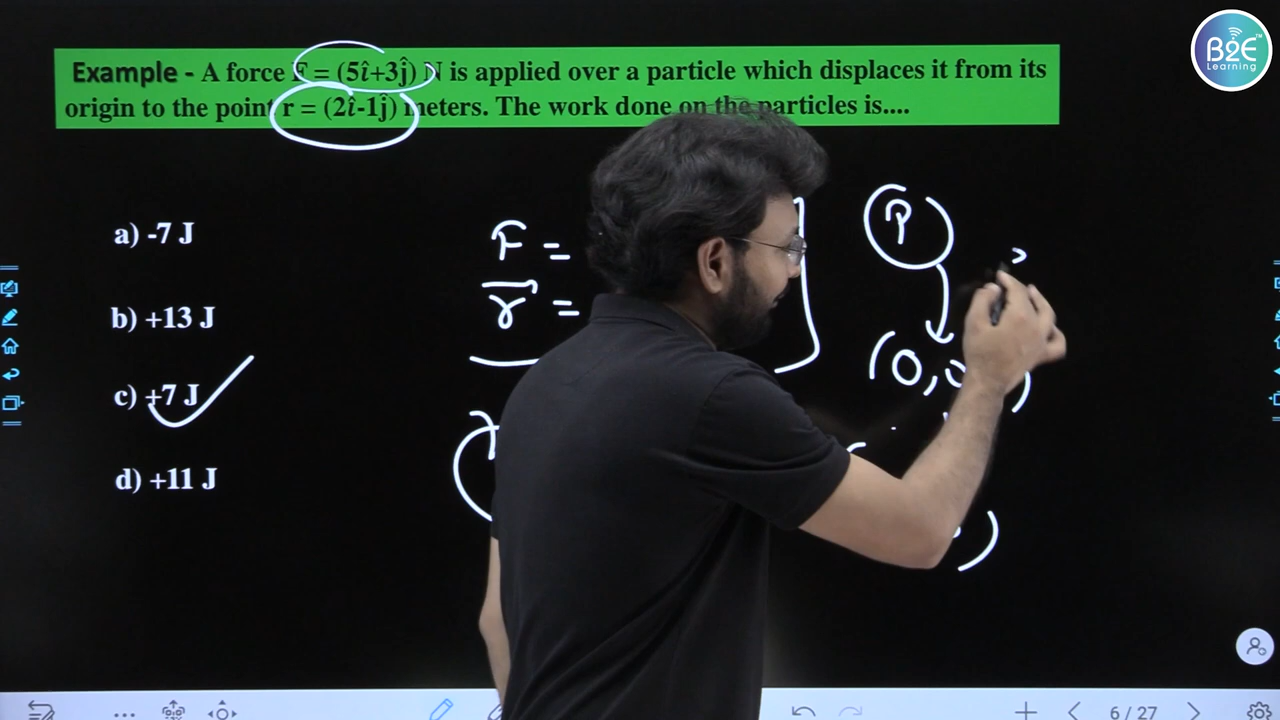 B2E
Learning
Example - A force F = (5î+3ĵ) N is applied over a particle which displaces it from its
origin to the point r = (2î-1ĵ) meters. The work done on the particles is....
a) -7 J
b) +13 J
c) +7 J
d) +11 J
F =
r =
P
(0,0
)
6 / 27